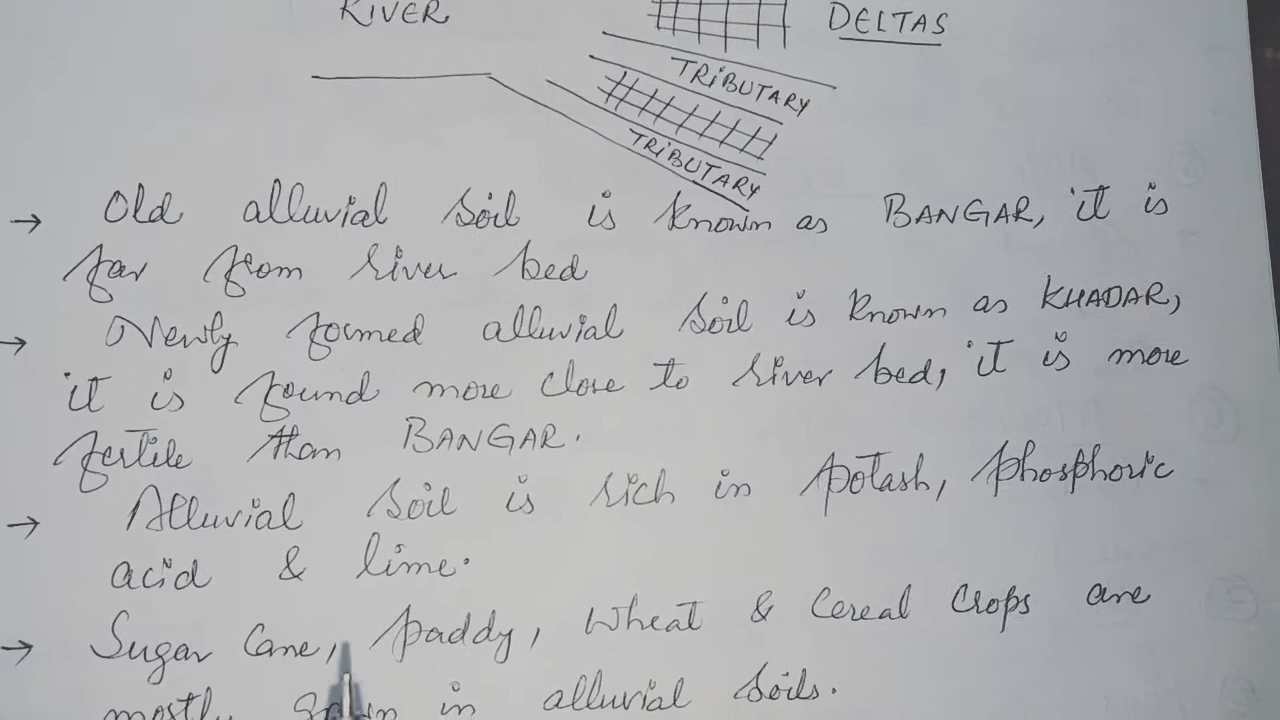 RIVER
DELTAS
TRIBUTARY
TRIBUTARY
→ Old alluvial soil is known as BANGAR, it is
far from river bed
→ Newly formed alluvial soil is known as KHADAR,
it is found more close to river bed, it is more
fertile than BANGAR.
→ Alluvial soil is rich in potash, phosphoric
acid & lime.
→ Sugar Cane, paddy, wheat & Cereal Crops are
mostly grown in alluvial soils.